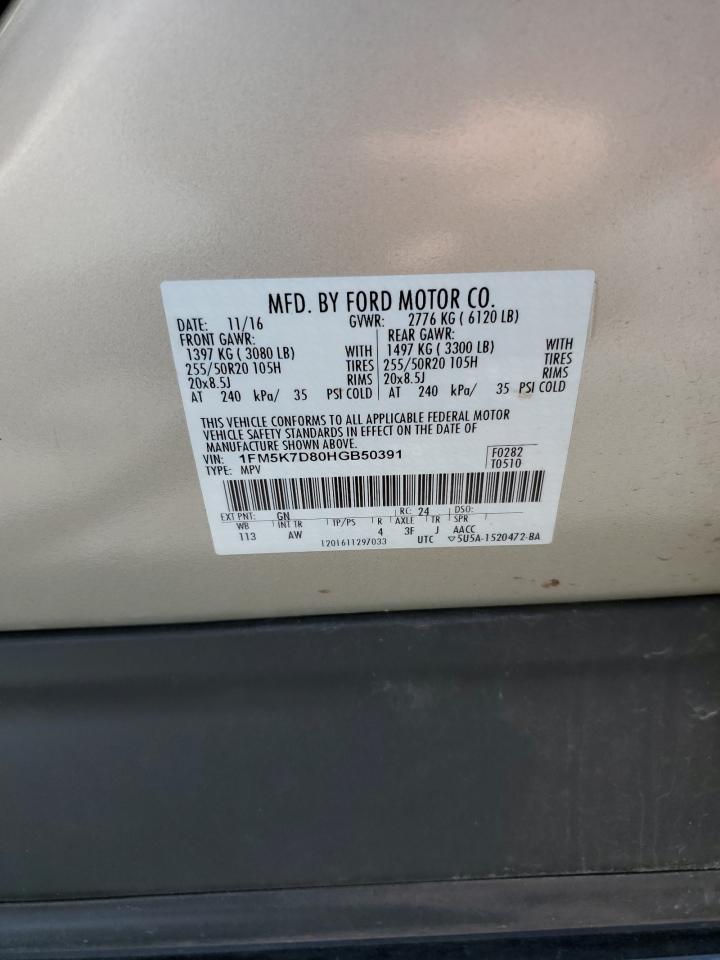 MFD. BY FORD MOTOR CO.
DATE: 11/16 GVWR: 2776 KG ( 6120 LB)
FRONT GAWR: REAR GAWR:
1397 KG ( 3080 LB) WITH 1497 KG ( 3300 LB) WITH
255/50R20 105H TIRES 255/50R20 105H TIRES
20x8.5J RIMS 20x8.5J RIMS
AT 240 kPa/ 35 PSI COLD AT 240 kPa/ 35 PSI COLD
THIS VEHICLE CONFORMS TO ALL APPLICABLE FEDERAL MOTOR
VEHICLE SAFETY STANDARDS IN EFFECT ON THE DATE OF
MANUFACTURE SHOWN ABOVE.
VIN: 1FM5K7D80HGB50391 F0282
TYPE: MPV T0510
EXT PNT: GN RC: 24 DSO:
WB INT TR TP/PS R AXLE TR SPR
113 AW 4 3F J AACC
1201611297033 UTC ▽5U5A-1520472-BA